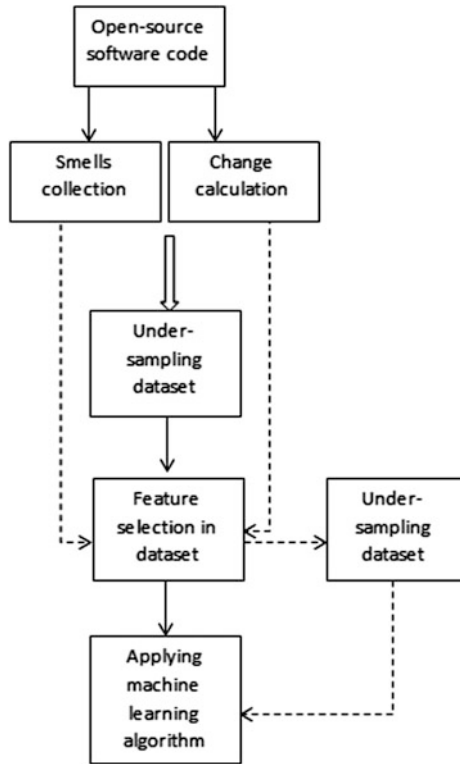 Open-source
software code
Smells
collection
Change
calculation
Under-
sampling
dataset
Feature
selection in
dataset
Under-
sampling
dataset
Applying
machine
learning
algorithm